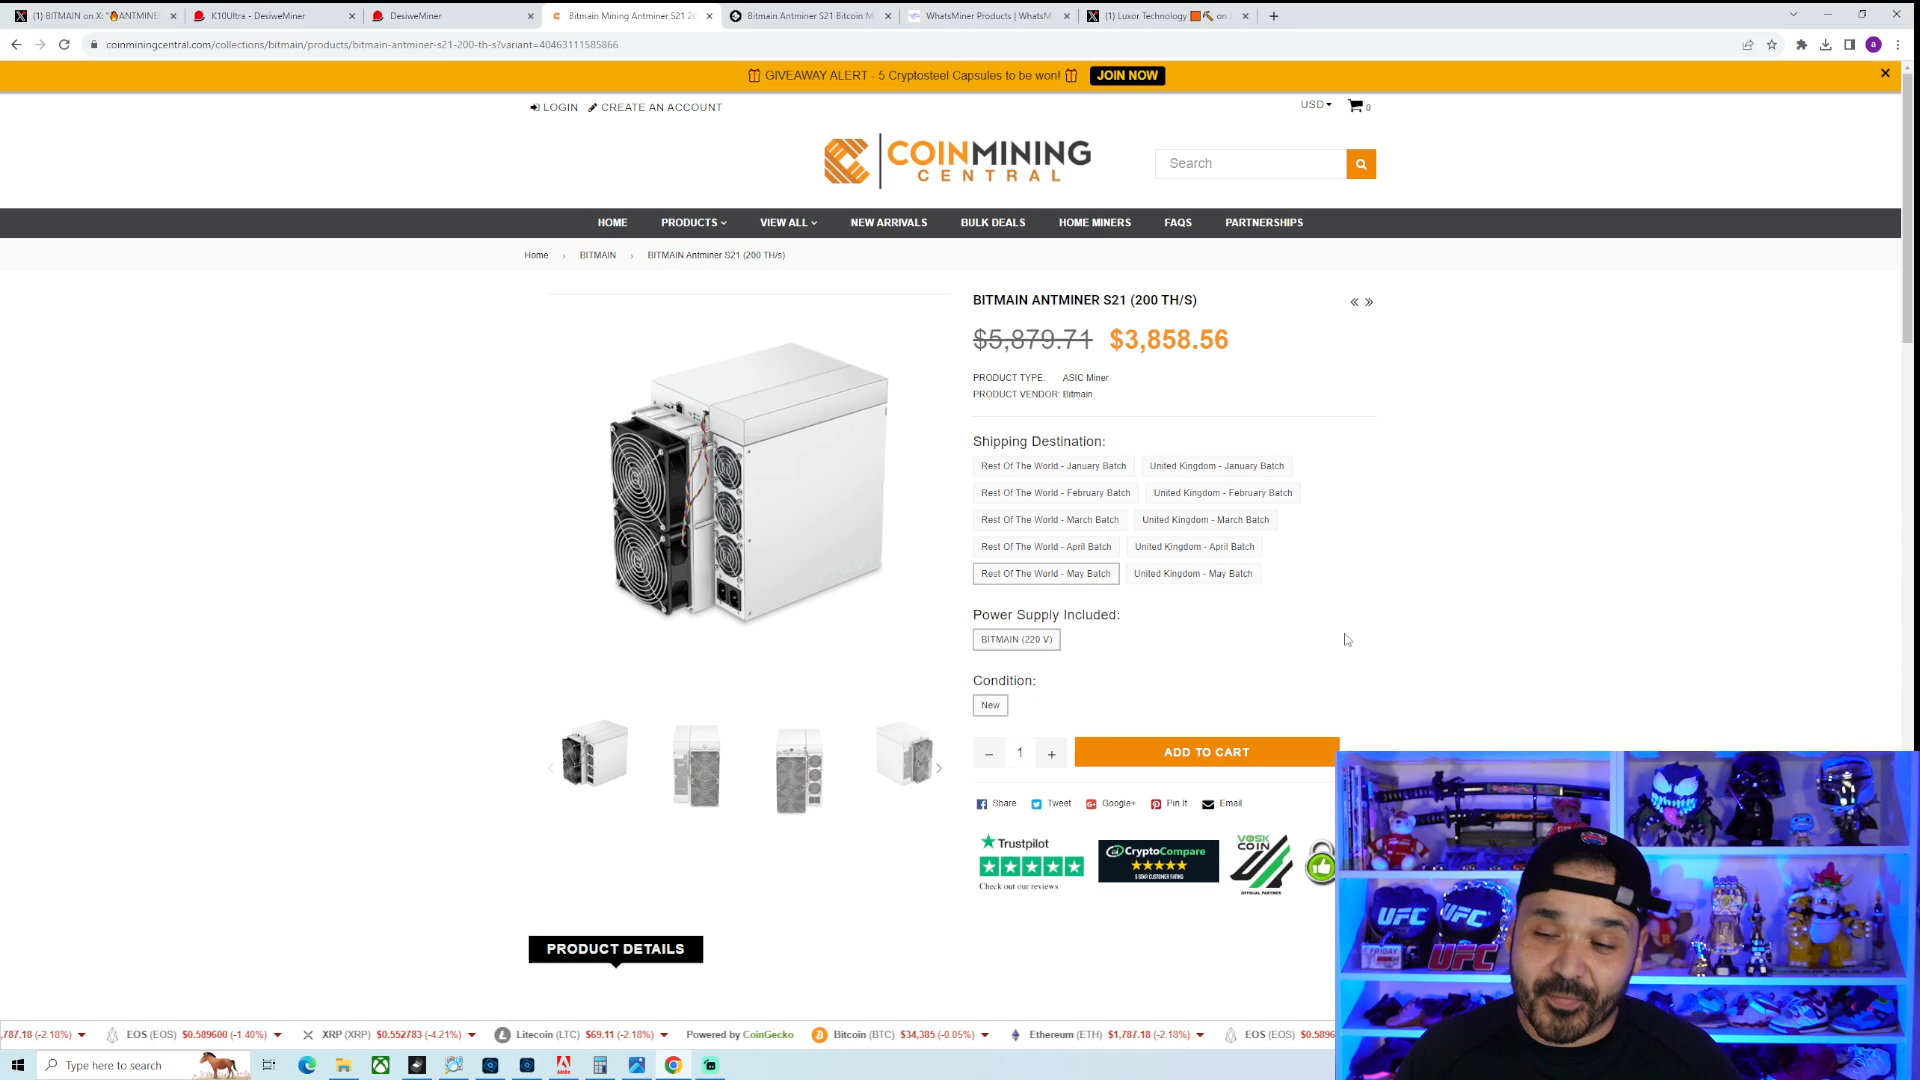 (1) BITMAIN on X: "🔥ANTMINE
K10Ultra - DesiweMiner
DesiweMiner
Bitmain Mining Antminer S21 20
Bitmain Antminer S21 Bitcoin M
WhatsMiner Products | WhatsMi
(1) Luxor Technology 🟧⛏ on
coinminingcentral.com/collections/bitmain/products/bitmain-antminer-s21-200-th-s?variant=40463111585866
a
GIVEAWAY ALERT - 5 Cryptosteel Capsules to be won! JOIN NOW
LOGIN CREATE AN ACCOUNT
USD 0
COINMINING
CENTRAL
Search
HOME PRODUCTS VIEW ALL NEW ARRIVALS BULK DEALS HOME MINERS FAQS PARTNERSHIPS
Home › BITMAIN › BITMAIN Antminer S21 (200 TH/s)
BITMAIN ANTMINER S21 (200 TH/S)
« »
$5,879.71 $3,858.56
PRODUCT TYPE: ASIC Miner
PRODUCT VENDOR: Bitmain
Shipping Destination:
Rest Of The World - January Batch United Kingdom - January Batch
Rest Of The World - February Batch United Kingdom - February Batch
Rest Of The World - March Batch United Kingdom - March Batch
Rest Of The World - April Batch United Kingdom - April Batch
Rest Of The World - May Batch United Kingdom - May Batch
Power Supply Included:
BITMAIN (220 V)
Condition:
New
− 1 + ADD TO CART
Share Tweet Google+ Pin It Email
Trustpilot
Check out our reviews
CryptoCompare
5 STAR CUSTOMER RATING
VOSK
COIN
OFFICIAL PARTNER
PRODUCT DETAILS
UFC UFC
UFC
FRIDAY
,787.18 (-2.18%) EOS (EOS) $0.589600 (-1.40%) XRP (XRP) $0.552783 (-4.21%) Litecoin (LTC) $69.11 (-2.18%) Powered by CoinGecko Bitcoin (BTC) $34,385 (-0.05%) Ethereum (ETH) $1,787.18 (-2.18%) EOS (EOS) $0.5896
Type here to search
Adobe